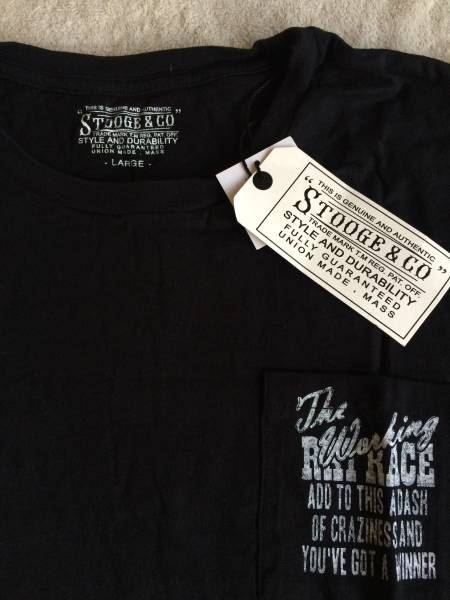 "THIS IS GENUINE AND AUTHENTIC"
STOOGE & CO
TRADE MARK T.M REG. PAT. OFF.
STYLE AND DURABILITY
FULLY GUARANTEED
UNION MADE . MASS
- LARGE -
"THIS IS GENUINE AND AUTHENTIC"
STOOGE & CO
TRADE MARK T.M REG. PAT. OFF.
STYLE AND DURABILITY
FULLY GUARANTEED
UNION MADE . MASS
The
Working
RAT RACE
ADD TO THIS ADASH
OF CRAZINESSAND
YOU'VE GOT A WINNER